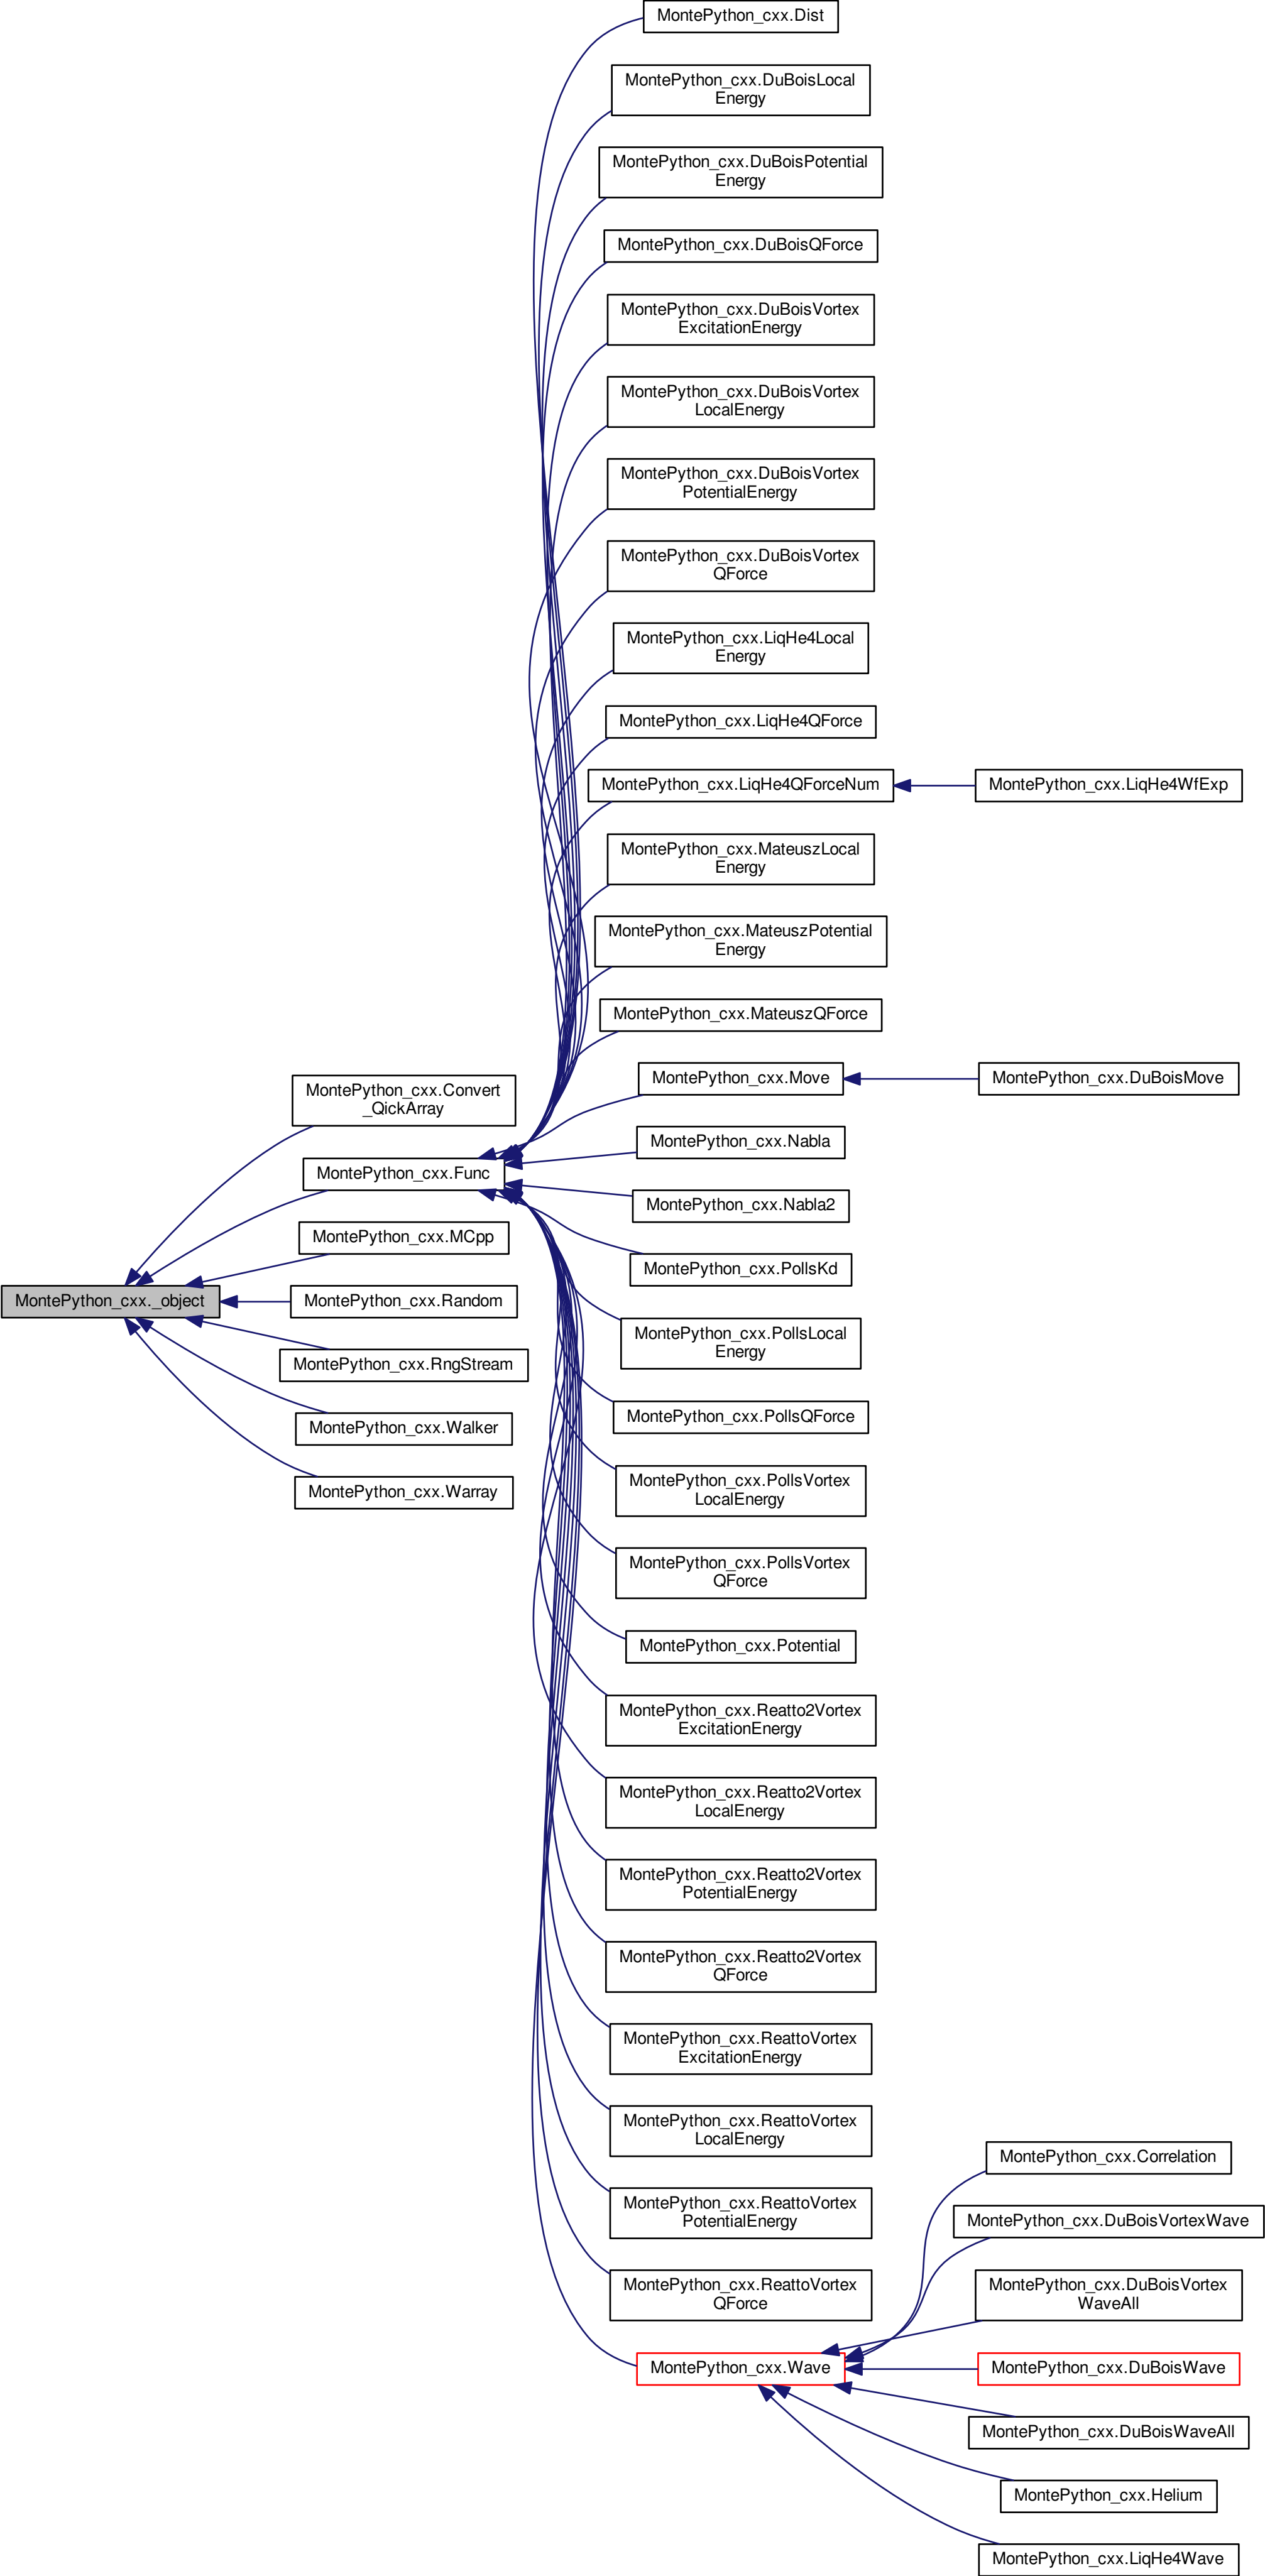 MontePython_cxx.Dist
MontePython_cxx.DuBoisLocal
Energy
MontePython_cxx.DuBoisPotential
Energy
MontePython_cxx.DuBoisQForce
MontePython_cxx.DuBoisVortex
ExcitationEnergy
MontePython_cxx.DuBoisVortex
LocalEnergy
MontePython_cxx.DuBoisVortex
PotentialEnergy
MontePython_cxx.DuBoisVortex
QForce
MontePython_cxx.LiqHe4Local
Energy
MontePython_cxx.LiqHe4QForce
MontePython_cxx.LiqHe4QForceNum
MontePython_cxx.LiqHe4WfExp
MontePython_cxx.MateuszLocal
Energy
MontePython_cxx.MateuszPotential
Energy
MontePython_cxx.MateuszQForce
MontePython_cxx.Move
MontePython_cxx.DuBoisMove
MontePython_cxx.Convert
_QickArray
MontePython_cxx.Nabla
MontePython_cxx.Func
MontePython_cxx.Nabla2
MontePython_cxx.MCpp
MontePython_cxx.PollsKd
MontePython_cxx._object
MontePython_cxx.Random
MontePython_cxx.PollsLocal
Energy
MontePython_cxx.RngStream
MontePython_cxx.PollsQForce
MontePython_cxx.Walker
MontePython_cxx.PollsVortex
LocalEnergy
MontePython_cxx.Warray
MontePython_cxx.PollsVortex
QForce
MontePython_cxx.Potential
MontePython_cxx.Reatto2Vortex
ExcitationEnergy
MontePython_cxx.Reatto2Vortex
LocalEnergy
MontePython_cxx.Reatto2Vortex
PotentialEnergy
MontePython_cxx.Reatto2Vortex
QForce
MontePython_cxx.ReattoVortex
ExcitationEnergy
MontePython_cxx.ReattoVortex
LocalEnergy
MontePython_cxx.ReattoVortex
PotentialEnergy
MontePython_cxx.ReattoVortex
QForce
MontePython_cxx.Wave
MontePython_cxx.Correlation
MontePython_cxx.DuBoisVortexWave
MontePython_cxx.DuBoisVortex
WaveAll
MontePython_cxx.DuBoisWave
MontePython_cxx.DuBoisWaveAll
MontePython_cxx.Helium
MontePython_cxx.LiqHe4Wave